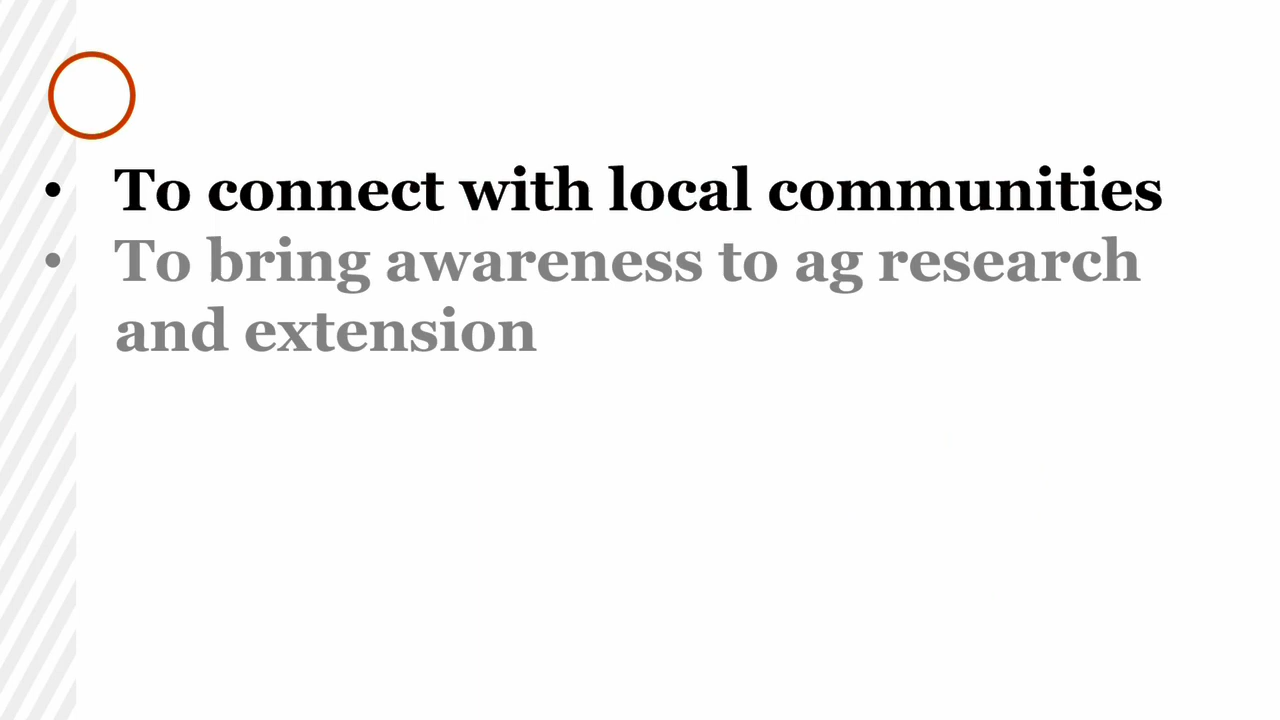 • To connect with local communities
• To bring awareness to ag research
and extension